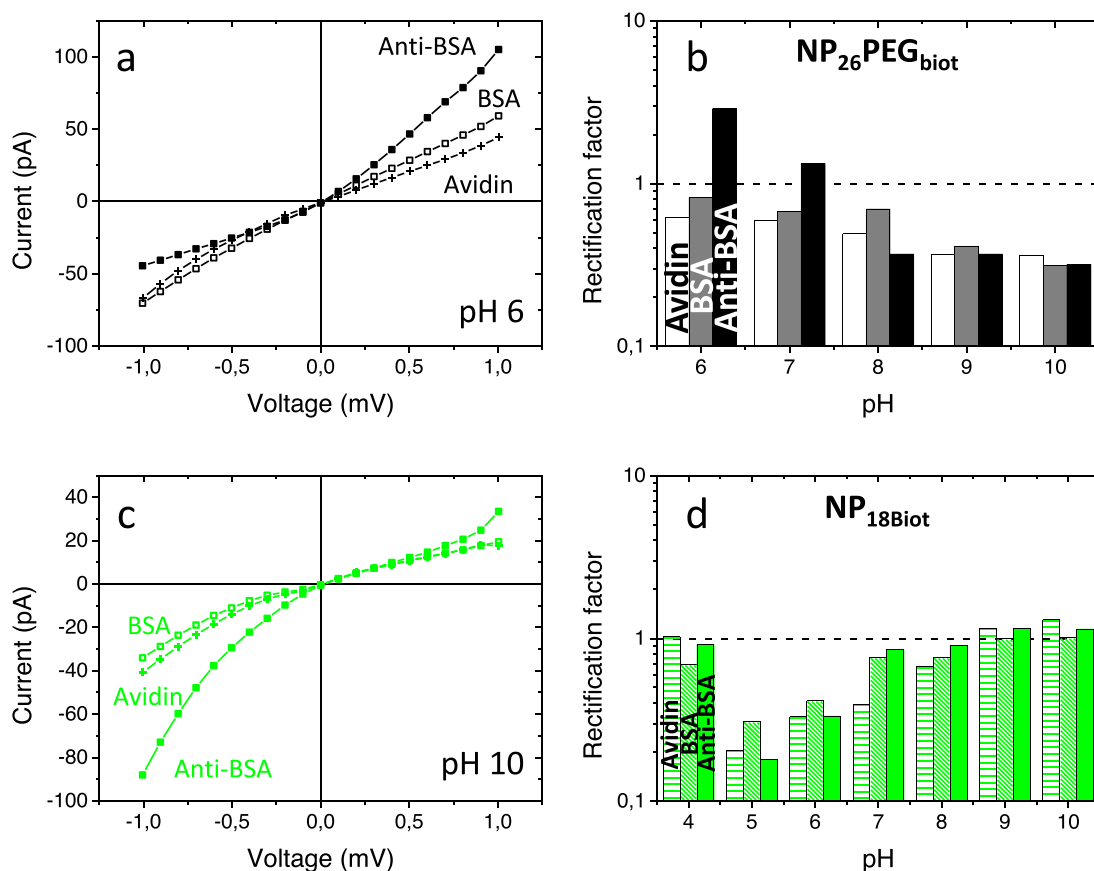 a
Anti-BSA
BSA
Avidin
pH 6
100
50
0
-50
-100
-1,0 -0,5 0,0 0,5 1,0
Current (pA)
Voltage (mV)
b
NP26PEGbiot
10
1
0,1
Avidin
BSA
Anti-BSA
6 7 8 9 10
Rectification factor
pH
c
BSA
Avidin
Anti-BSA
pH 10
40
20
0
-20
-40
-60
-80
-100
-1,0 -0,5 0,0 0,5 1,0
Current (pA)
Voltage (mV)
d
NP18Biot
10
1
0,1
Avidin
BSA
Anti-BSA
4 5 6 7 8 9 10
Rectification factor
pH